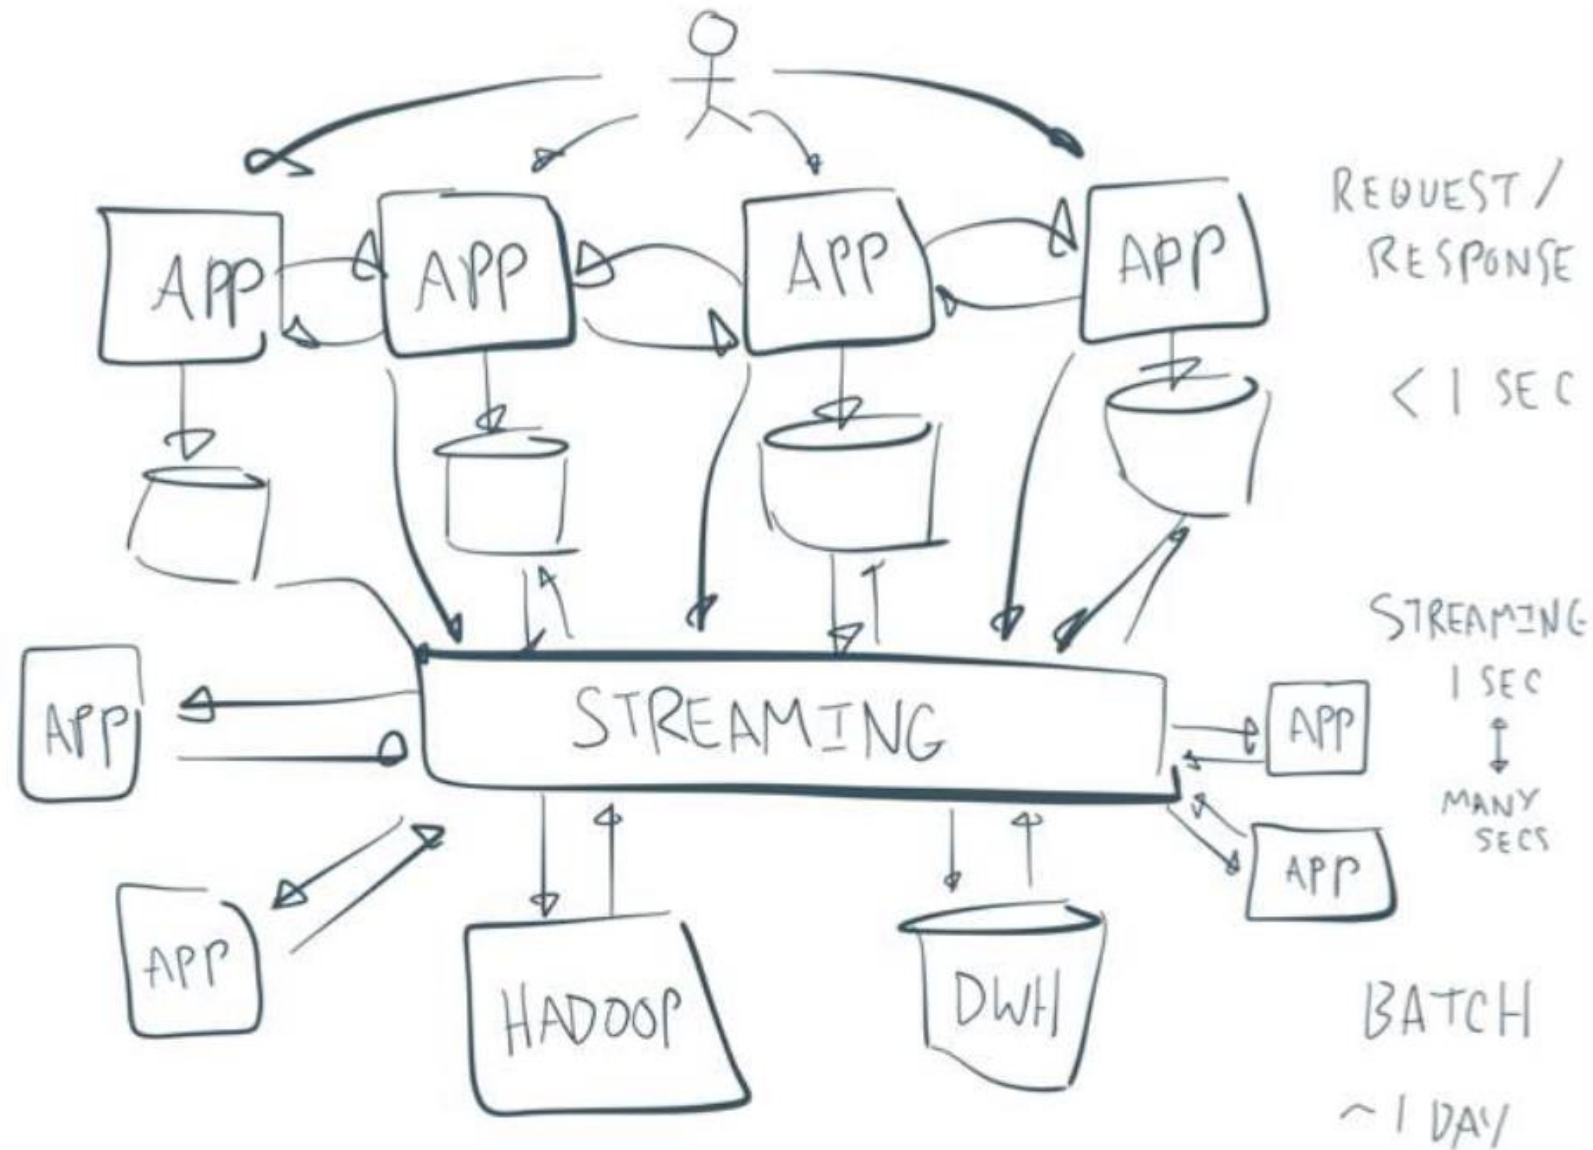 APP
APP
APP
APP
REQUEST /
RESPONSE
< 1 SEC
STREAMING
1 SEC
MANY
SECS
APP
STREAMING
APP
APP
APP
HADOOP
DWH
BATCH
~ 1 DAY